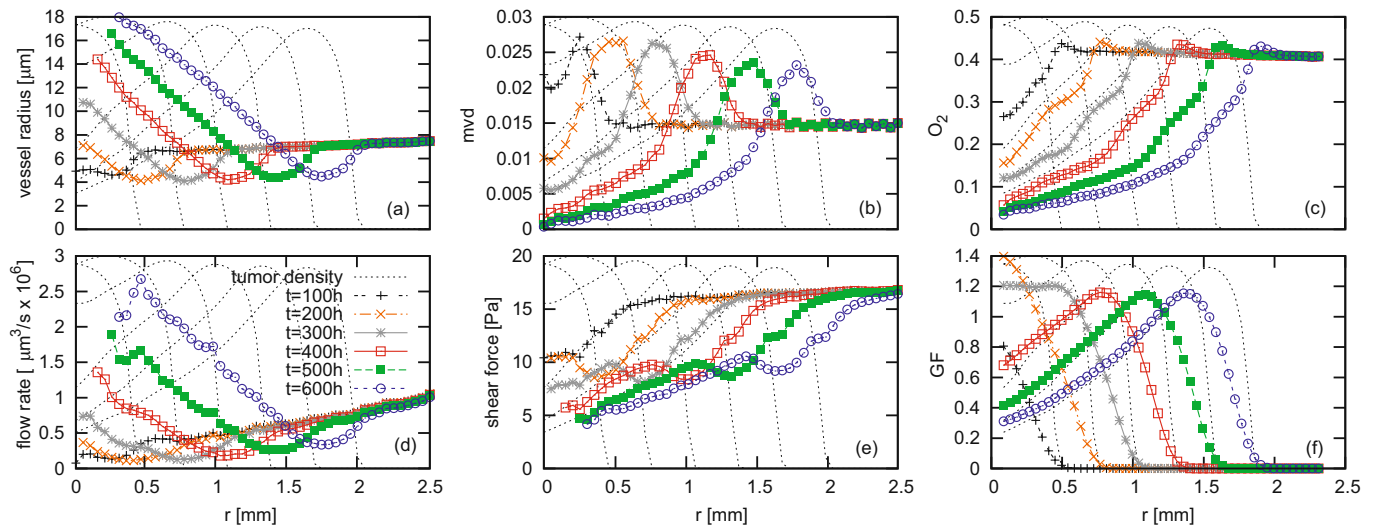 vessel radius [μm]
18
16
14
12
10
8
6
4
2
0
(a)
mvd
0.03
0.025
0.02
0.015
0.01
0.005
0
(b)
O2
0.5
0.4
0.3
0.2
0.1
0
(c)
flow rate [ μm³/s x 10⁶]
3
2.5
2
1.5
1
0.5
0
tumor density
t=100h
t=200h
t=300h
t=400h
t=500h
t=600h
(d)
0 0.5 1 1.5 2 2.5
r [mm]
shear force [Pa]
20
15
10
5
0
(e)
0 0.5 1 1.5 2 2.5
r [mm]
GF
1.4
1.2
1
0.8
0.6
0.4
0.2
0
(f)
0 0.5 1 1.5 2 2.5
r [mm]